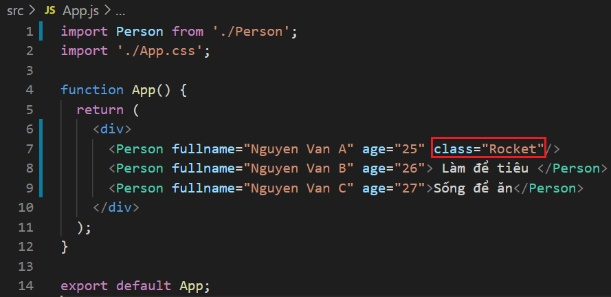 src > JS App.js > ...
1 import Person from './Person';
2 import './App.css';
3
4 function App() {
5 return (
6 <div>
7 <Person fullname="Nguyen Van A" age="25" class="Rocket"/>
8 <Person fullname="Nguyen Van B" age="26"> Làm để tiêu </Person>
9 <Person fullname="Nguyen Van C" age="27">Sống để ăn</Person>
10 </div>
11 );
12 }
13
14 export default App;